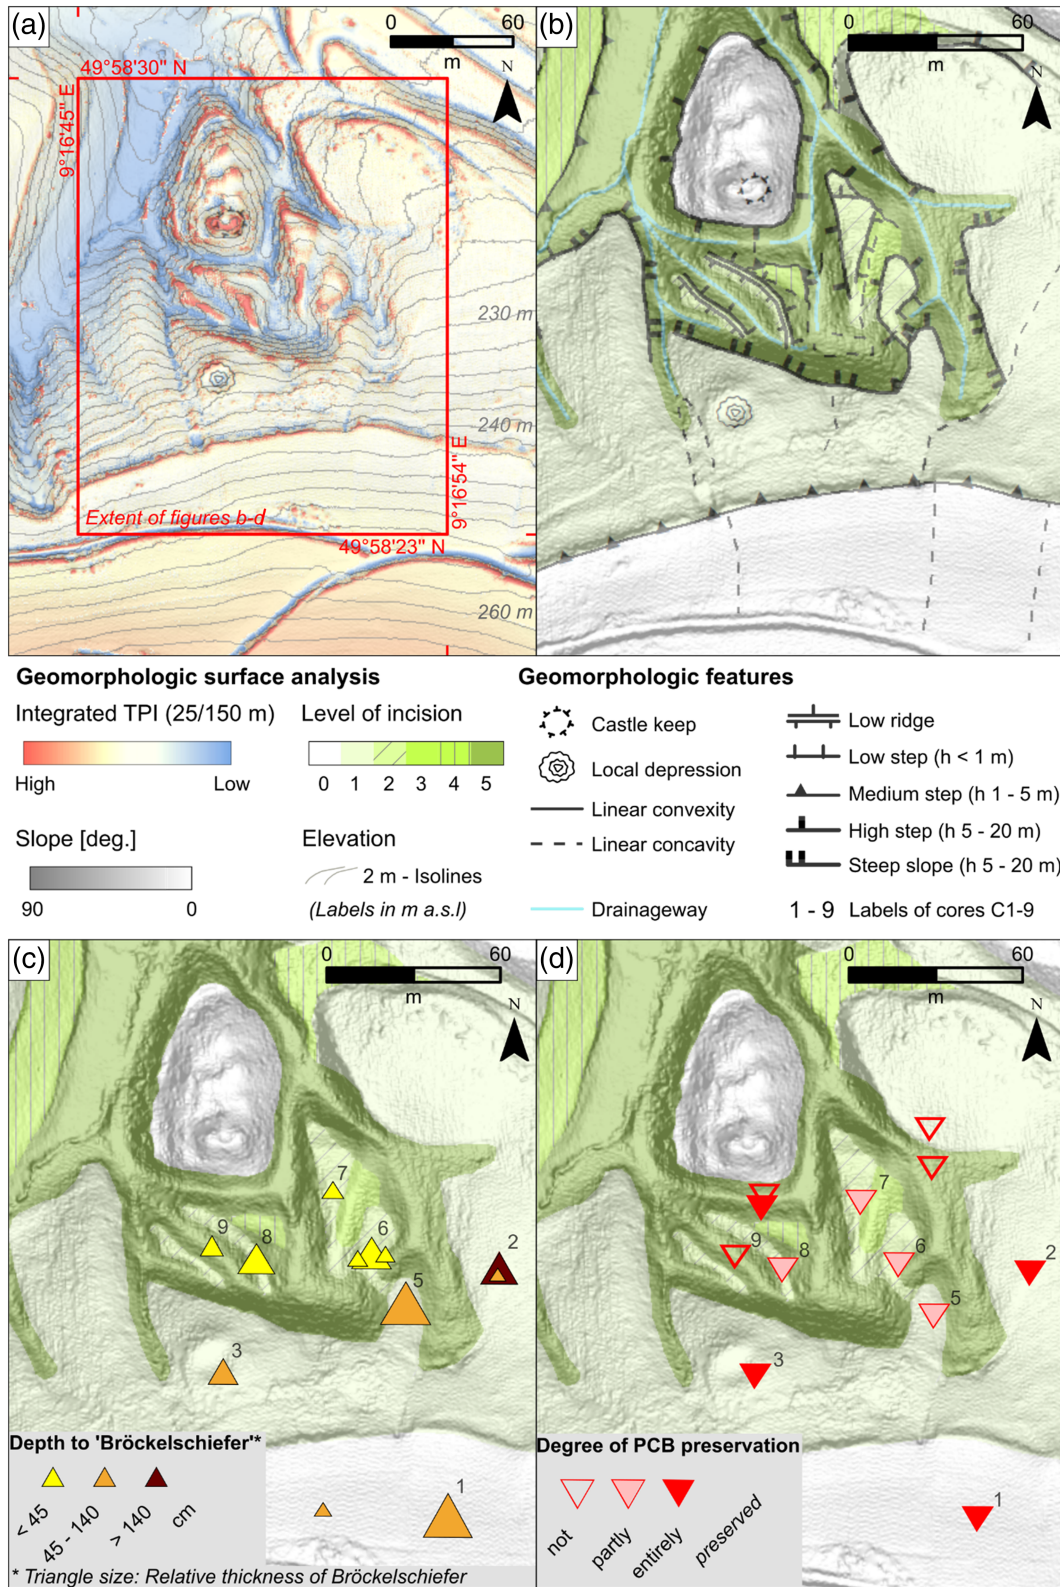 (a)
0 60
m
N
49°58'30" N
9°16'45" E
230 m
240 m
9°16'54" E
Extent of figures b-d
49°58'23" N
260 m
(b)
0 60
m
N
Geomorphologic surface analysis
Integrated TPI (25/150 m)
High Low
Level of incision
0 1 2 3 4 5
Slope [deg.]
90 0
Elevation
2 m - Isolines
(Labels in m a.s.l)
Geomorphologic features
Castle keep
Local depression
Linear convexity
Linear concavity
Drainageway
Low ridge
Low step (h < 1 m)
Medium step (h 1 - 5 m)
High step (h 5 - 20 m)
Steep slope (h 5 - 20 m)
1 - 9 Labels of cores C1-9
(c)
0 60
m
N
7
9
8
6
2
5
3
1
Depth to 'Bröckelschiefer'*
< 45
45 - 140
> 140
cm
* Triangle size: Relative thickness of Bröckelschiefer
(d)
0 60
m
N
7
9
8
6
2
5
3
1
Degree of PCB preservation
not
partly
entirely
preserved